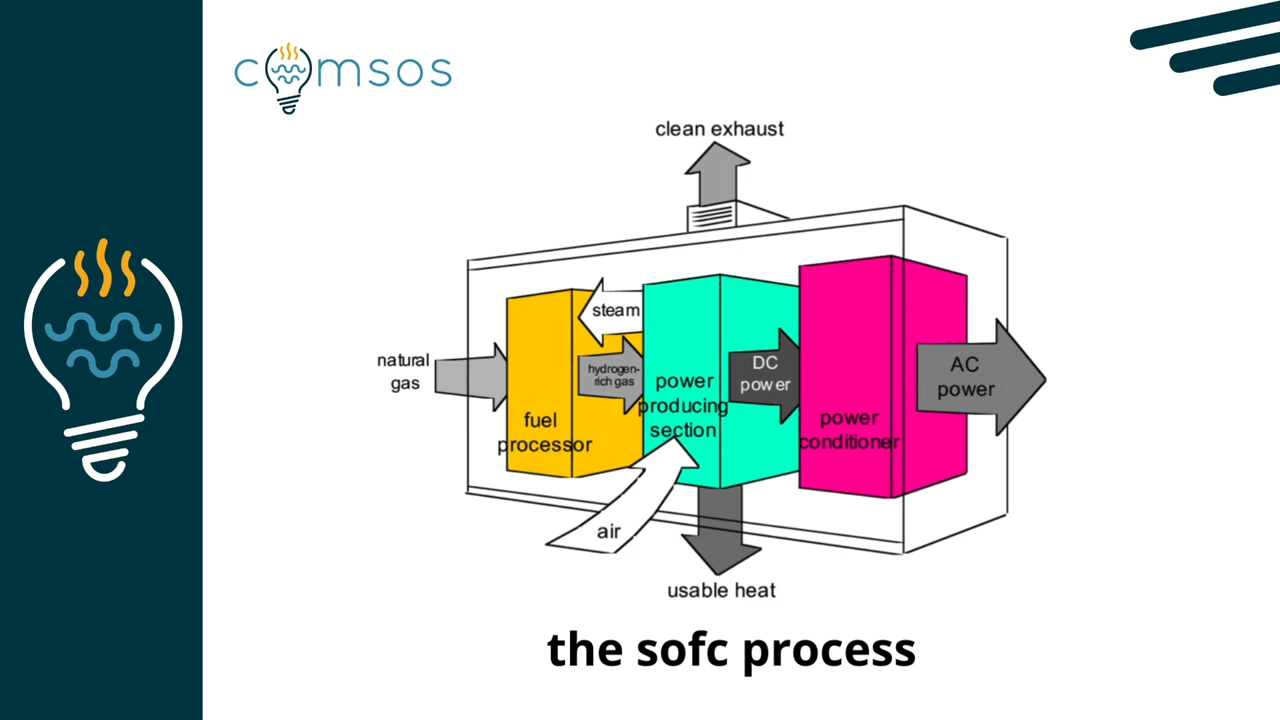 comsos
clean exhaust
steam
natural
gas
hydrogen-
rich gas
DC
power
AC
power
power
producing
section
fuel
processor
power
conditioner
air
usable heat
the sofc process